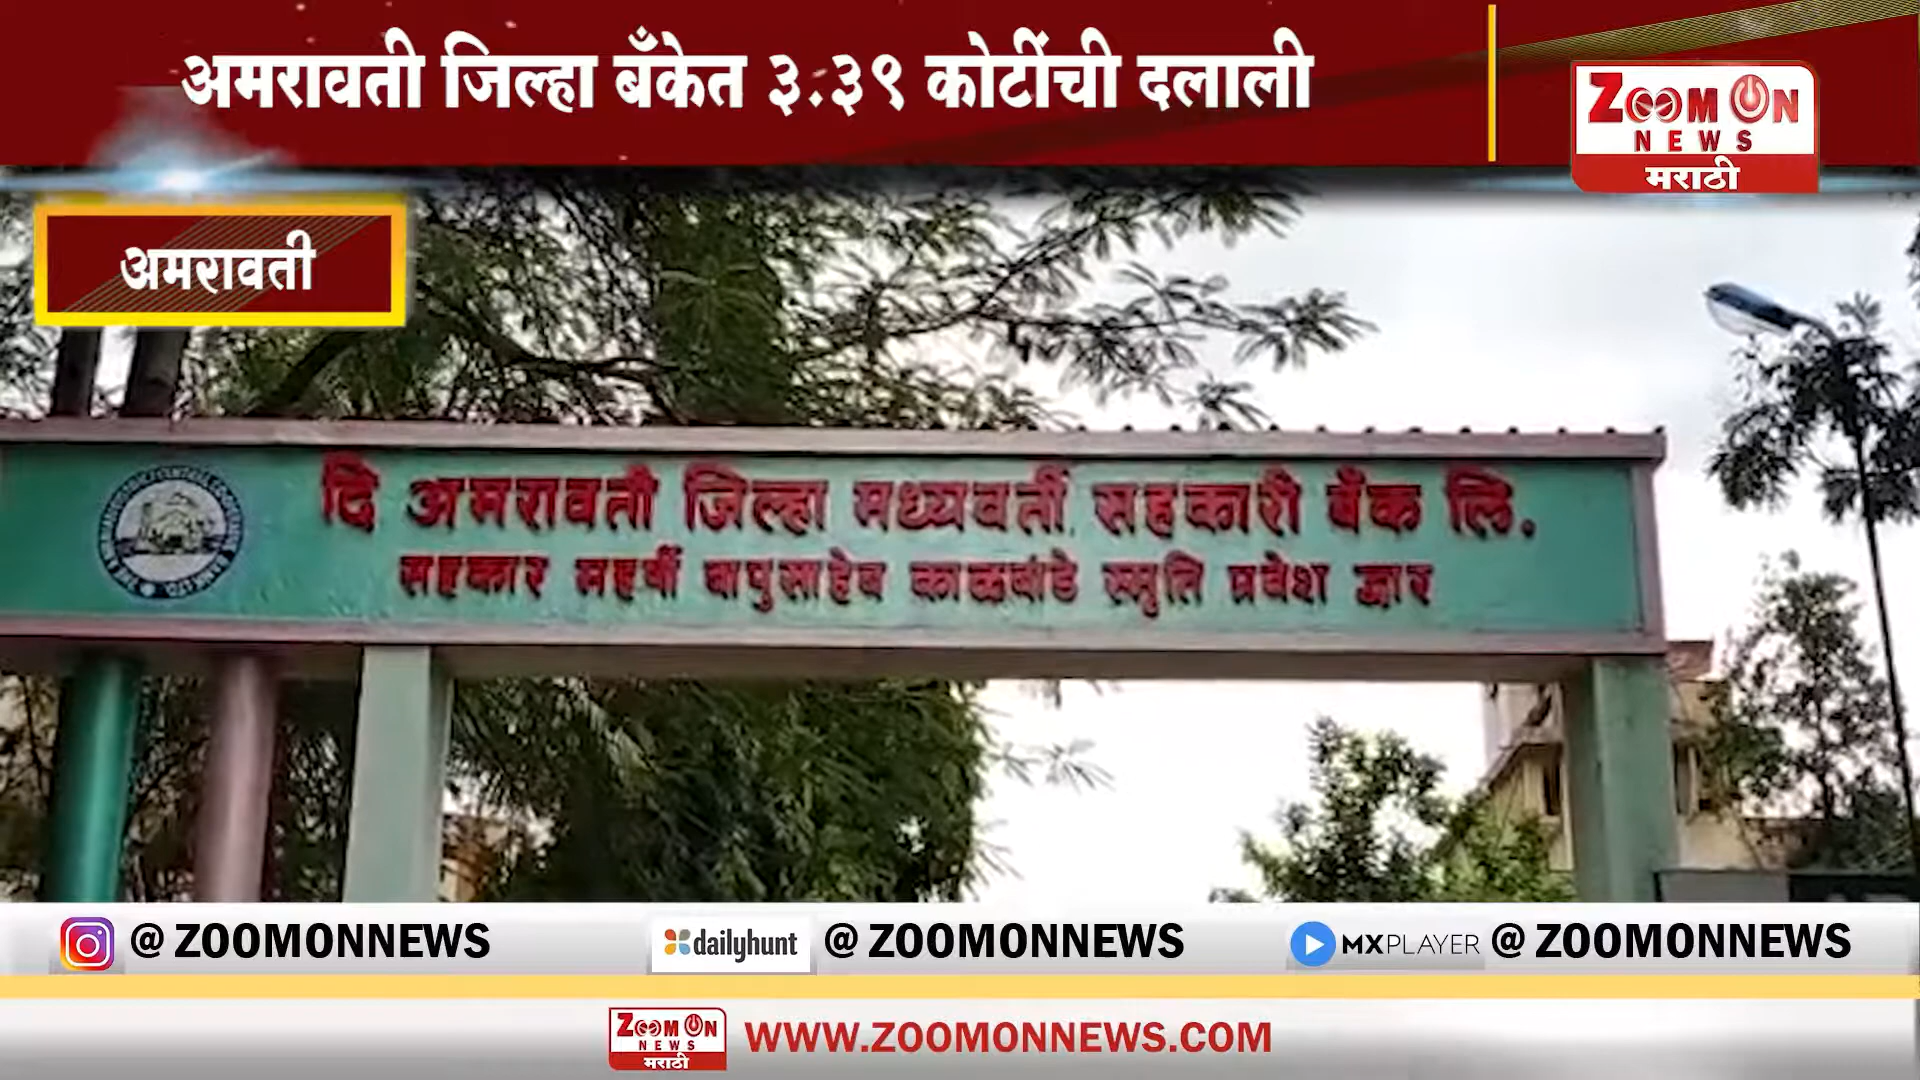 अमरावती जिल्हा बँकेत ३.३९ कोटींची दलाली
ZOOM ON
NEWS
मराठी
अमरावती
दि अमरावती जिल्हा मध्यवर्ती सहकारी बँक लि.
सहकार महर्षी बापुसाहेब काळबांडे स्मृति प्रवेश द्वार
@ ZOOMONNEWS
dailyhunt @ ZOOMONNEWS
MXPLAYER @ ZOOMONNEWS
ZOOM ON
NEWS
मराठी
WWW.ZOOMONNEWS.COM